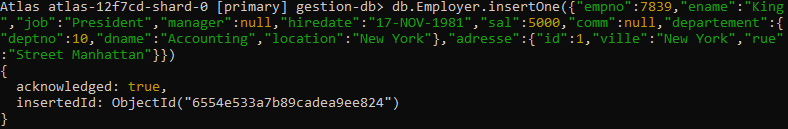 Atlas atlas-12f7cd-shard-0 [primary] gestion-db> db.Employer.insertOne({"empno":7839,"ename":"King
","job":"President","manager":null,"hiredate":"17-NOV-1981","sal":5000,"comm":null,"departement":{
"deptno":10,"dname":"Accounting","location":"New York"},"adresse":{"id":1,"ville":"New York","rue"
:"Street Manhattan"}})
{
  acknowledged: true,
  insertedId: ObjectId("6554e533a7b89cadea9ee824")
}